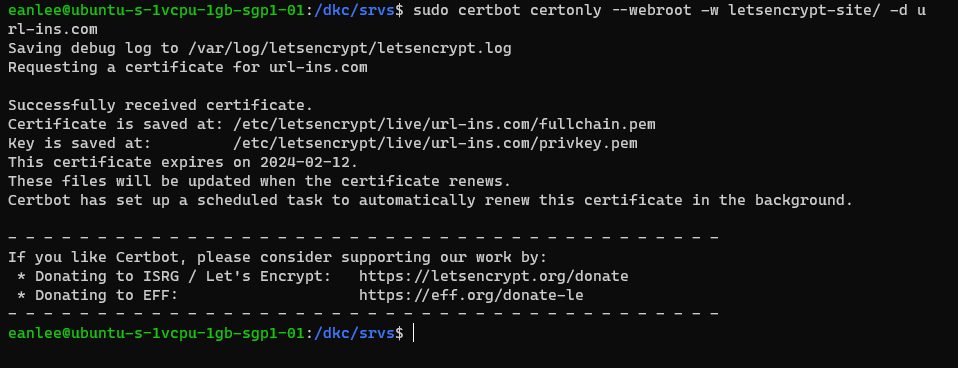 eanlee@ubuntu-s-1vcpu-1gb-sgp1-01:/dkc/srvs$ sudo certbot certonly --webroot -w letsencrypt-site/ -d u
rl-ins.com
Saving debug log to /var/log/letsencrypt/letsencrypt.log
Requesting a certificate for url-ins.com

Successfully received certificate.
Certificate is saved at: /etc/letsencrypt/live/url-ins.com/fullchain.pem
Key is saved at:         /etc/letsencrypt/live/url-ins.com/privkey.pem
This certificate expires on 2024-02-12.
These files will be updated when the certificate renews.
Certbot has set up a scheduled task to automatically renew this certificate in the background.

- - - - - - - - - - - - - - - - - - - - - - - - - - - - - - - - - - - - - - - -
If you like Certbot, please consider supporting our work by:
 * Donating to ISRG / Let's Encrypt:   https://letsencrypt.org/donate
 * Donating to EFF:                    https://eff.org/donate-le
- - - - - - - - - - - - - - - - - - - - - - - - - - - - - - - - - - - - - - - -
eanlee@ubuntu-s-1vcpu-1gb-sgp1-01:/dkc/srvs$